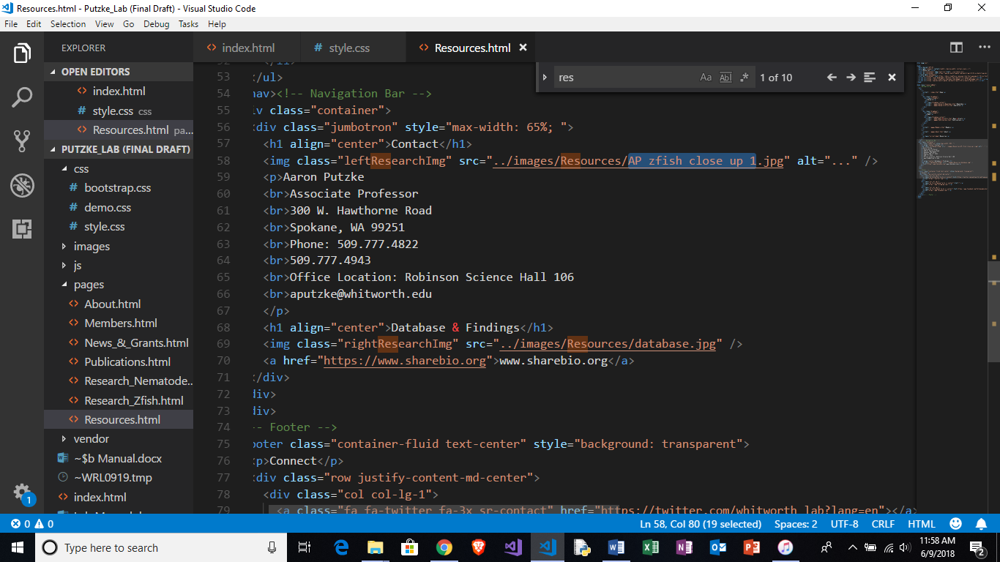 Resources.html - Putzke_Lab (Final Draft) - Visual Studio Code
File Edit Selection View Go Debug Tasks Help
EXPLORER
OPEN EDITORS
index.html
style.css css
Resources.html pa...
PUTZKE_LAB (FINAL DRAFT)
css
bootstrap.css
demo.css
style.css
images
js
pages
About.html
Members.html
News_&_Grants.html
Publications.html
Research_Nematode...
Research_Zfish.html
Resources.html
vendor
~$b Manual.docx
~WRL0919.tmp
index.html
1
index.html style.css Resources.html
res Aa Abl .* 1 of 10
53 </ul>
54 nav><!-- Navigation Bar -->
55 iv class="container">
56 <div class="jumbotron" style="max-width: 65%; ">
57 <h1 align="center">Contact</h1>
58 <img class="leftResearchImg" src="../images/Resources/AP zfish close up 1.jpg" alt="..." />
59 <p>Aaron Putzke
60 <br>Associate Professor
61 <br>300 W. Hawthorne Road
62 <br>Spokane, WA 99251
63 <br>Phone: 509.777.4822
64 <br>509.777.4943
65 <br>Office Location: Robinson Science Hall 106
66 <br>aputzke@whitworth.edu
67 </p>
68 <h1 align="center">Database & Findings</h1>
69 <img class="rightResearchImg" src="../images/Resources/database.jpg" />
70 <a href="https://www.sharebio.org">www.sharebio.org</a>
71 </div>
72 div>
73 div>
74 -- Footer -->
75 ooter class="container-fluid text-center" style="background: transparent">
76 <p>Connect</p>
77 <div class="row justify-content-md-center">
78 <div class="col col-lg-1">
79 <a class="fa fa-twitter fa-3x sr-contact" href="https://twitter.com/whitworth_lab?lang=en"></a>
0 0 Ln 58, Col 80 (19 selected) Spaces: 2 UTF-8 CRLF HTML
Type here to search
11:58 AM
6/9/2018
2